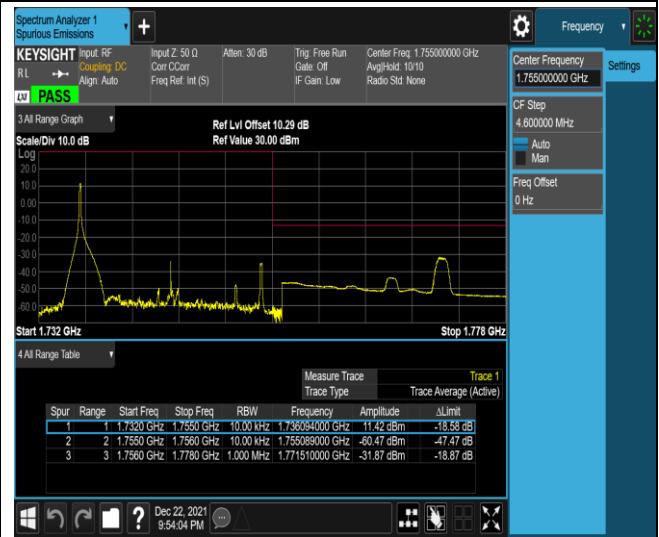 Spectrum Analyzer 1
Spurious Emissions
+
Frequency
KEYSIGHT
RL
LXI PASS
Input: RF
Coupling: DC
Align: Auto
Input Z: 50 Ω
Corr CCorr
Freq Ref: Int (S)
Atten: 30 dB
Trig: Free Run
Gate: Off
IF Gain: Low
Center Freq: 1.755000000 GHz
Avg|Hold: 10/10
Radio Std: None
Center Frequency
1.755000000 GHz
Settings
CF Step
4.600000 MHz
Auto
Man
Freq Offset
0 Hz
3 All Range Graph
Scale/Div 10.0 dB
Ref Lvl Offset 10.29 dB
Ref Value 30.00 dBm
Log
20.0
10.0
0.00
-10.0
-20.0
-30.0
-40.0
-50.0
-60.0
Start 1.732 GHz Stop 1.778 GHz
4 All Range Table
Measure Trace Trace 1
Trace Type Trace Average (Active)
Spur Range Start Freq Stop Freq RBW Frequency Amplitude ΔLimit
1 1 1.7320 GHz 1.7550 GHz 10.00 kHz 1.736094000 GHz 11.42 dBm -18.58 dB
2 2 1.7550 GHz 1.7560 GHz 10.00 kHz 1.755089000 GHz -60.47 dBm -47.47 dB
3 3 1.7560 GHz 1.7780 GHz 1.000 MHz 1.771510000 GHz -31.87 dBm -18.87 dB
?
Dec 22, 2021
9:54:04 PM